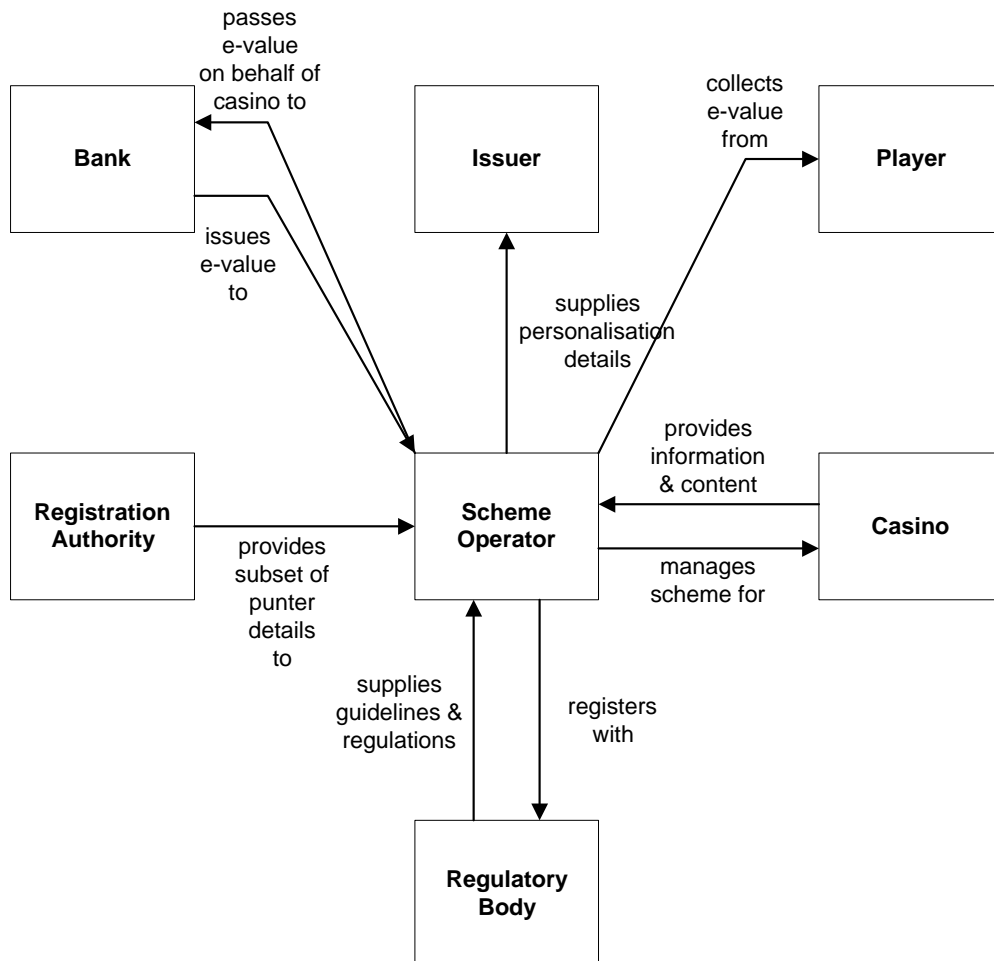 passes
e-value
on behalf of
casino to
collects
e-value
from
Bank
Issuer
Player
issues
e-value
to
supplies
personalisation
details
provides
information
& content
Registration
Authority
Scheme
Operator
Casino
provides
subset of
punter
details
to
manages
scheme for
supplies
guidelines &
regulations
registers
with
Regulatory
Body